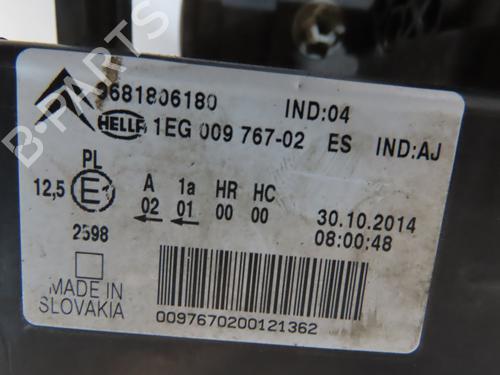 B-PARTS
9681806180 IND:04
HELLA 1EG 009 767-02 ES IND:AJ
PL A 1a HR HC
12,5 E1 02 01 00 00 30.10.2014
2598 08:00:48
MADE IN
SLOVAKIA
0097670200121362